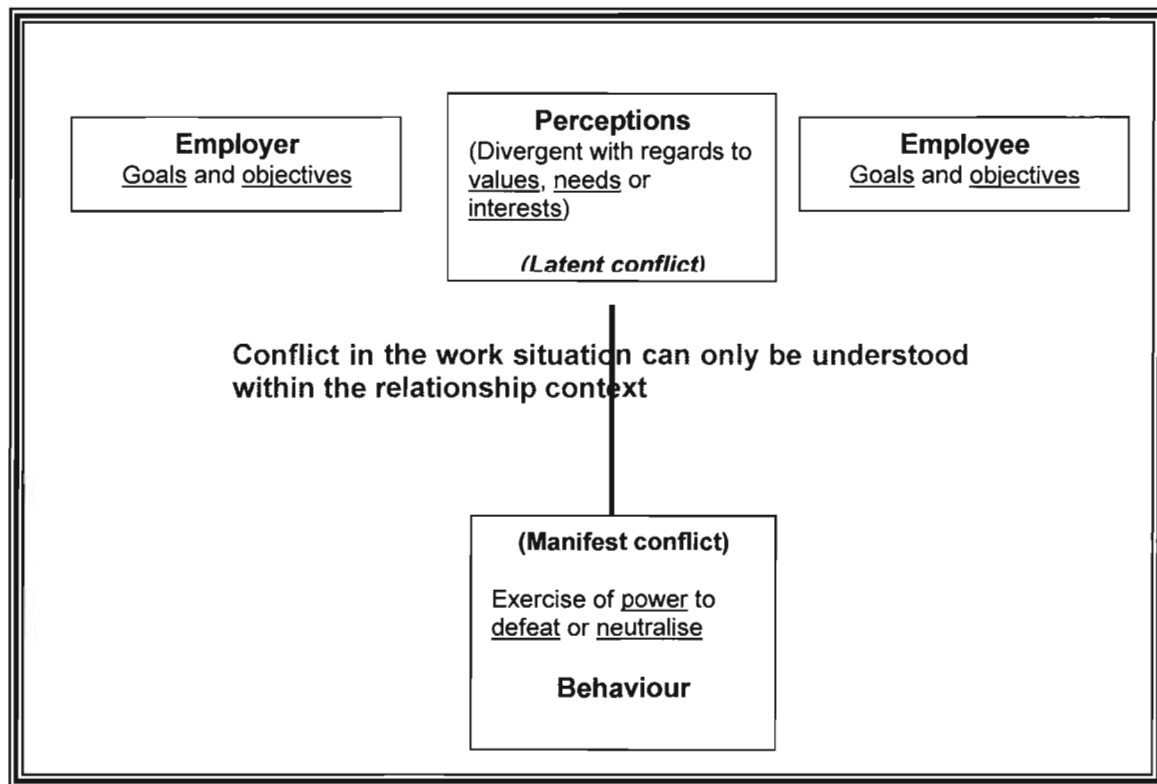 Employer
Goals and objectives
Perceptions
(Divergent with regards to
values, needs or
interests)
(Latent conflict)
Employee
Goals and objectives
Conflict in the work situation can only be understood
within the relationship context
(Manifest conflict)
Exercise of power to
defeat or neutralise
Behaviour